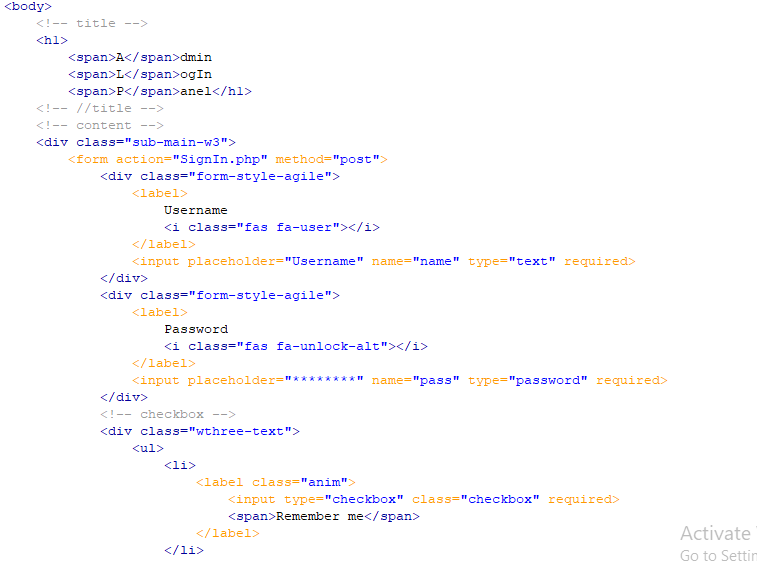 <body>
<!-- title -->
<h1>
<span>A</span>dmin
<span>L</span>ogIn
<span>P</span>anel</h1>
<!-- //title -->
<!-- content -->
<div class="sub-main-w3">
<form action="SignIn.php" method="post">
<div class="form-style-agile">
<label>
Username
<i class="fas fa-user"></i>
</label>
<input placeholder="Username" name="name" type="text" required>
</div>
<div class="form-style-agile">
<label>
Password
<i class="fas fa-unlock-alt"></i>
</label>
<input placeholder="********" name="pass" type="password" required>
</div>
<!-- checkbox -->
<div class="wthree-text">
<ul>
<li>
<label class="anim">
<input type="checkbox" class="checkbox" required>
<span>Remember me</span>
</label>
</li>
Activate
Go to Settin